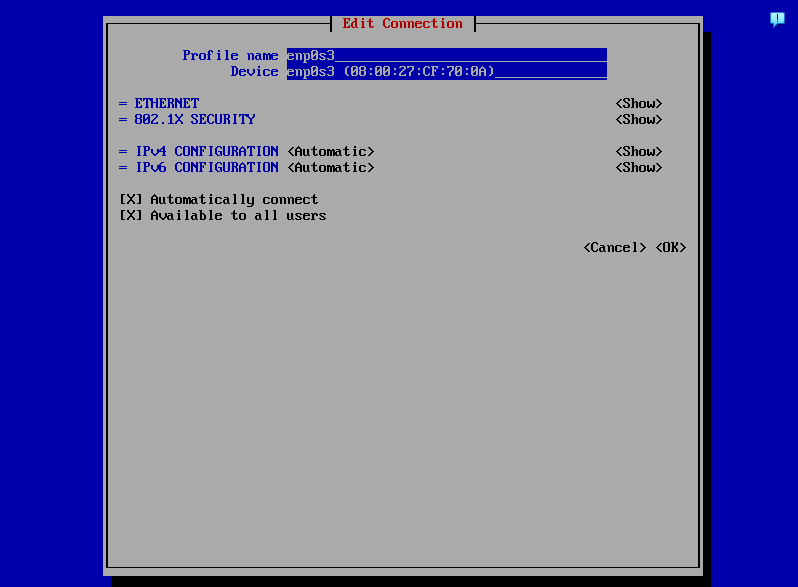 Edit Connection
Profile name enp0s3
Device enp0s3 (08:00:27:CF:70:0A)
= ETHERNET <Show>
= 802.1X SECURITY <Show>
= IPv4 CONFIGURATION <Automatic> <Show>
= IPv6 CONFIGURATION <Automatic> <Show>
[X] Automatically connect
[X] Available to all users
<Cancel> <OK>